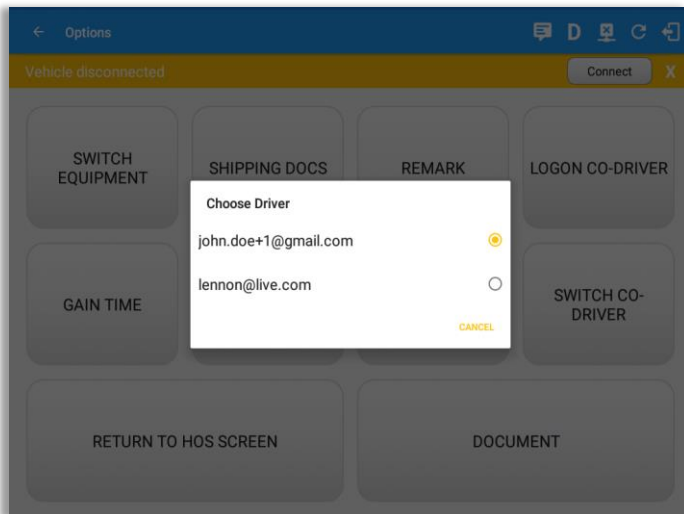 Options
D
Vehicle disconnected
Connect
X
SWITCH
EQUIPMENT
SHIPPING DOCS
REMARK
LOGON CO-DRIVER
Choose Driver
john.doe+1@gmail.com
lennon@live.com
CANCEL
GAIN TIME
SWITCH CO-
DRIVER
RETURN TO HOS SCREEN
DOCUMENT